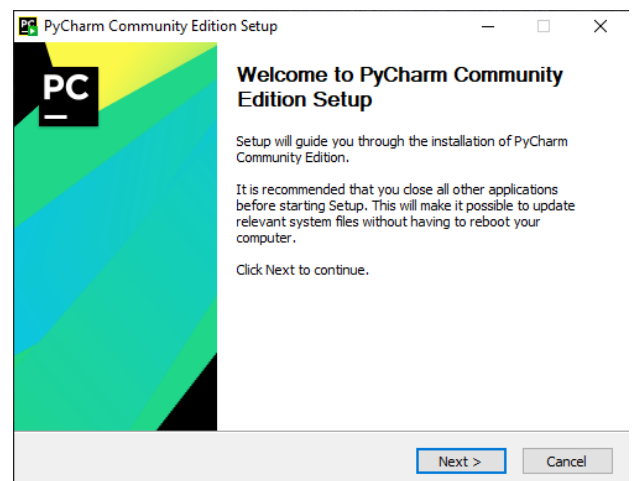 PyCharm Community Edition Setup
PC
Welcome to PyCharm Community
Edition Setup
Setup will guide you through the installation of PyCharm
Community Edition.
It is recommended that you close all other applications
before starting Setup. This will make it possible to update
relevant system files without having to reboot your
computer.
Click Next to continue.
Next >
Cancel